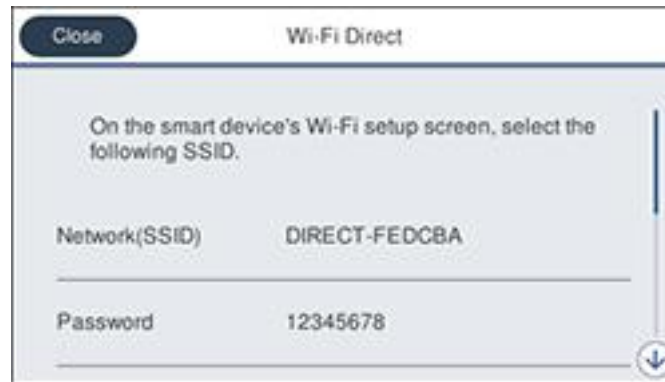 Close
Wi-Fi Direct
On the smart device's Wi-Fi setup screen, select the
following SSID.
Network(SSID) DIRECT-FEDCBA
Password 12345678